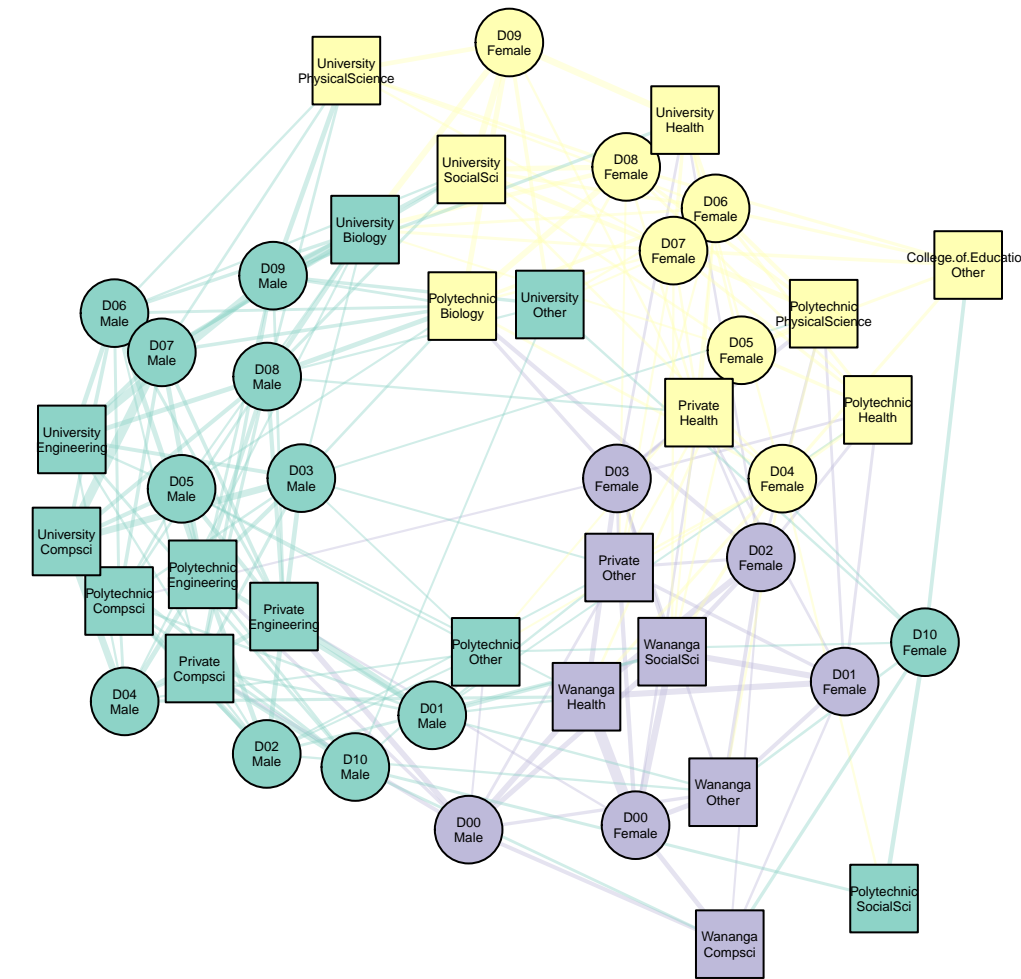 D09
Female
University
PhysicalScience
University
Health
D08
Female
University
SocialSci
D06
Female
University
Biology
D07
Female
College.of.Educatio
Other
D09
Male
Polytechnic
Biology
University
Other
Polytechnic
PhysicalScience
D06
Male
D07
Male
D05
Female
D08
Male
Private
Health
Polytechnic
Health
University
Engineering
D03
Male
D03
Female
D04
Female
D05
Male
University
Compsci
D02
Female
Private
Other
Polytechnic
Engineering
Polytechnic
Compsci
Private
Engineering
Polytechnic
Other
Wananga
SocialSci
D10
Female
Private
Compsci
D01
Female
Wananga
Health
D04
Male
D01
Male
D02
Male
D10
Male
Wananga
Other
D00
Male
D00
Female
Polytechnic
SocialSci
Wananga
Compsci